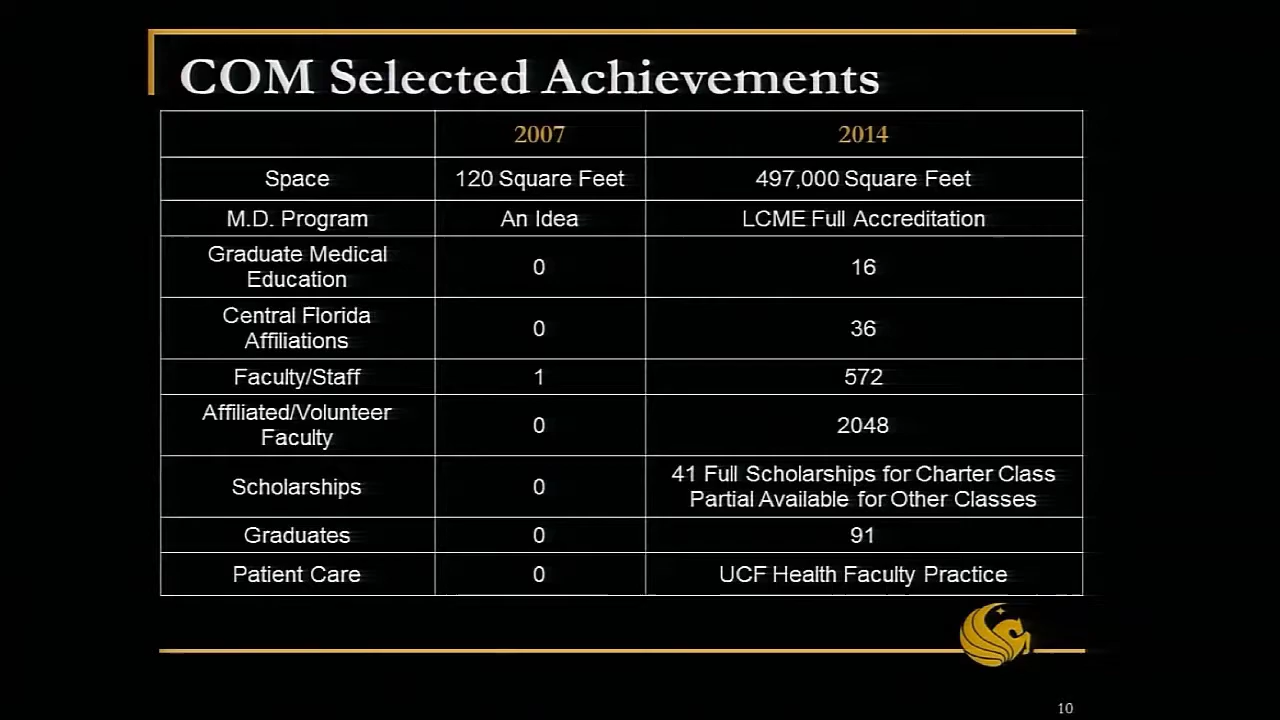 COM Selected Achievements
2007 2014
Space 120 Square Feet 497,000 Square Feet
M.D. Program An Idea LCME Full Accreditation
Graduate Medical
Education 0 16
Central Florida
Affiliations 0 36
Faculty/Staff 1 572
Affiliated/Volunteer
Faculty 0 2048
Scholarships 0 41 Full Scholarships for Charter Class
Partial Available for Other Classes
Graduates 0 91
Patient Care 0 UCF Health Faculty Practice
10